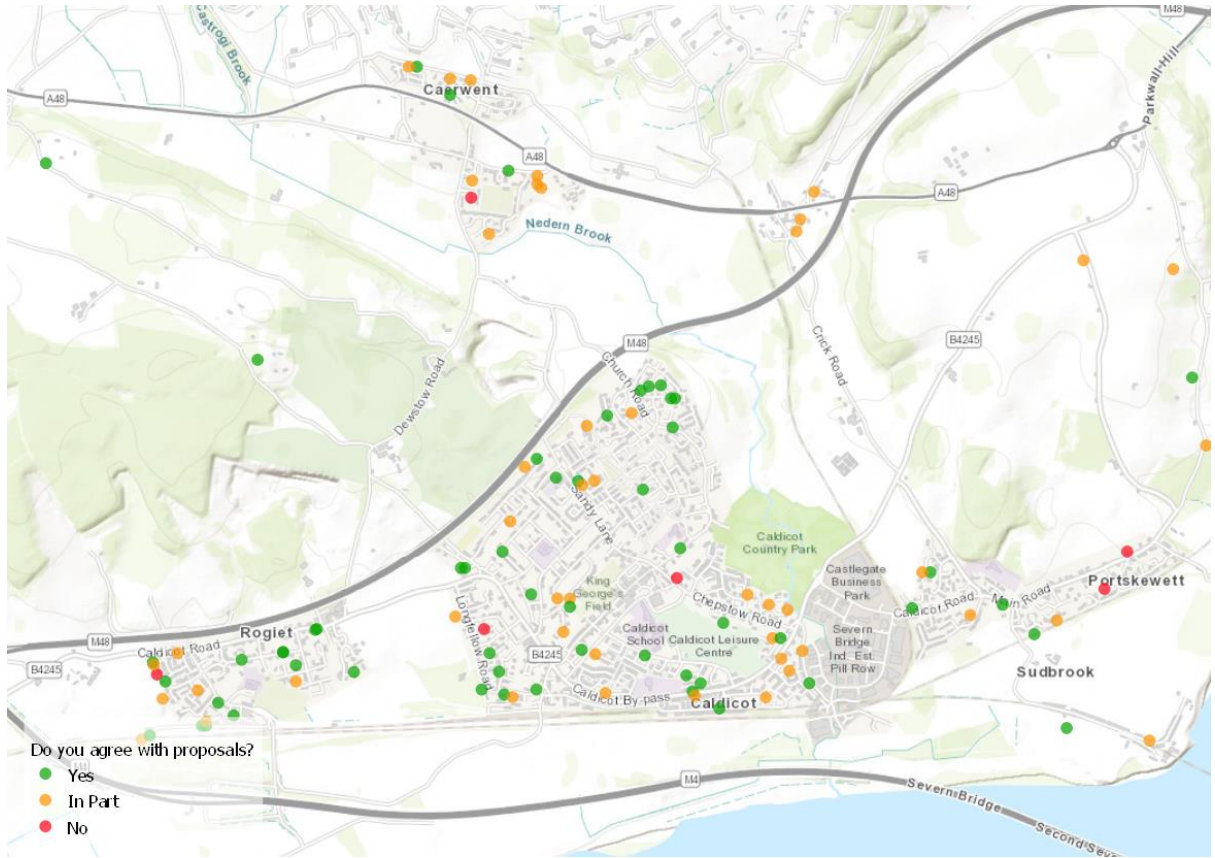 M48
Castrogi Brook
Caerwent
A48
Parkwall Hill
A48
A48
Nedern Brook
M48
B4245
Crick Road
Church Road
Dewstow Road
Sandy Lane
Caldicot
Country Park
Castlegate
Business
Park
King
George's
Field
Portskewett
Main Road
Caldicot Road
Chepstow Road
Longfellow Road
Caldicot
School
Caldicot Leisure
Centre
Severn
Bridge
Ind. Est.
Pill Row
Rogiet
M48
Caldicot Road
B4245
B4245
Sudbrook
Caldicot By-pass
Caldicot
Do you agree with proposals?
M4
Yes
In Part
No
M4
Severn Bridge
Second Seve